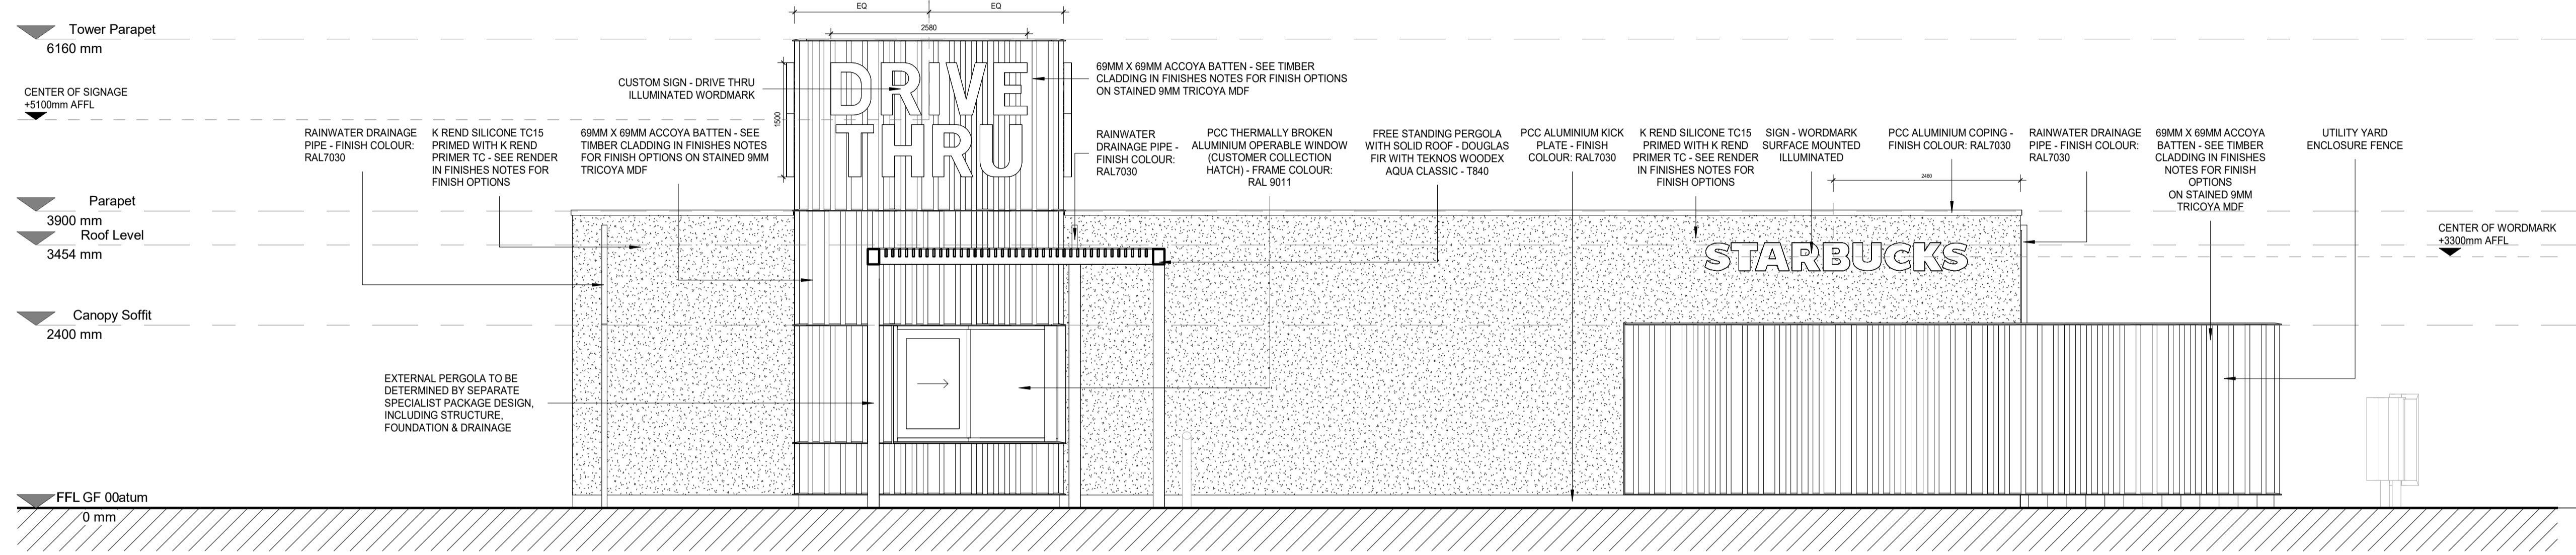 EQ
EQ
2580
Tower Parapet
6160 mm
CENTER OF SIGNAGE
+5100mm AFFL
Parapet
3900 mm
Roof Level
3454 mm
Canopy Soffit
2400 mm
FFL GF 00atum
0 mm
RAINWATER DRAINAGE
PIPE - FINISH COLOUR:
RAL7030
K REND SILICONE TC15
PRIMED WITH K REND
PRIMER TC - SEE RENDER
IN FINISHES NOTES FOR
FINISH OPTIONS
69MM X 69MM ACCOYA BATTEN - SEE
TIMBER CLADDING IN FINISHES NOTES
FOR FINISH OPTIONS ON STAINED 9MM
TRICOYA MDF
CUSTOM SIGN - DRIVE THRU
ILLUMINATED WORDMARK
1500
DRIVE
THRU
69MM X 69MM ACCOYA BATTEN - SEE TIMBER
CLADDING IN FINISHES NOTES FOR FINISH OPTIONS
ON STAINED 9MM TRICOYA MDF
RAINWATER
DRAINAGE PIPE -
FINISH COLOUR:
RAL7030
PCC THERMALLY BROKEN
ALUMINIUM OPERABLE WINDOW
(CUSTOMER COLLECTION
HATCH) - FRAME COLOUR:
RAL 9011
FREE STANDING PERGOLA
WITH SOLID ROOF - DOUGLAS
FIR WITH TEKNOS WOODEX
AQUA CLASSIC - T840
PCC ALUMINIUM KICK
PLATE - FINISH
COLOUR: RAL7030
K REND SILICONE TC15
PRIMED WITH K REND
PRIMER TC - SEE RENDER
IN FINISHES NOTES FOR
FINISH OPTIONS
SIGN - WORDMARK
SURFACE MOUNTED
ILLUMINATED
2460
PCC ALUMINIUM COPING -
FINISH COLOUR: RAL7030
RAINWATER DRAINAGE
PIPE - FINISH COLOUR:
RAL7030
69MM X 69MM ACCOYA
BATTEN - SEE TIMBER
CLADDING IN FINISHES
NOTES FOR FINISH
OPTIONS
ON STAINED 9MM
TRICOYA MDF
UTILITY YARD
ENCLOSURE FENCE
CENTER OF WORDMARK
+3300mm AFFL
STARBUCKS
EXTERNAL PERGOLA TO BE
DETERMINED BY SEPARATE
SPECIALIST PACKAGE DESIGN,
INCLUDING STRUCTURE,
FOUNDATION & DRAINAGE